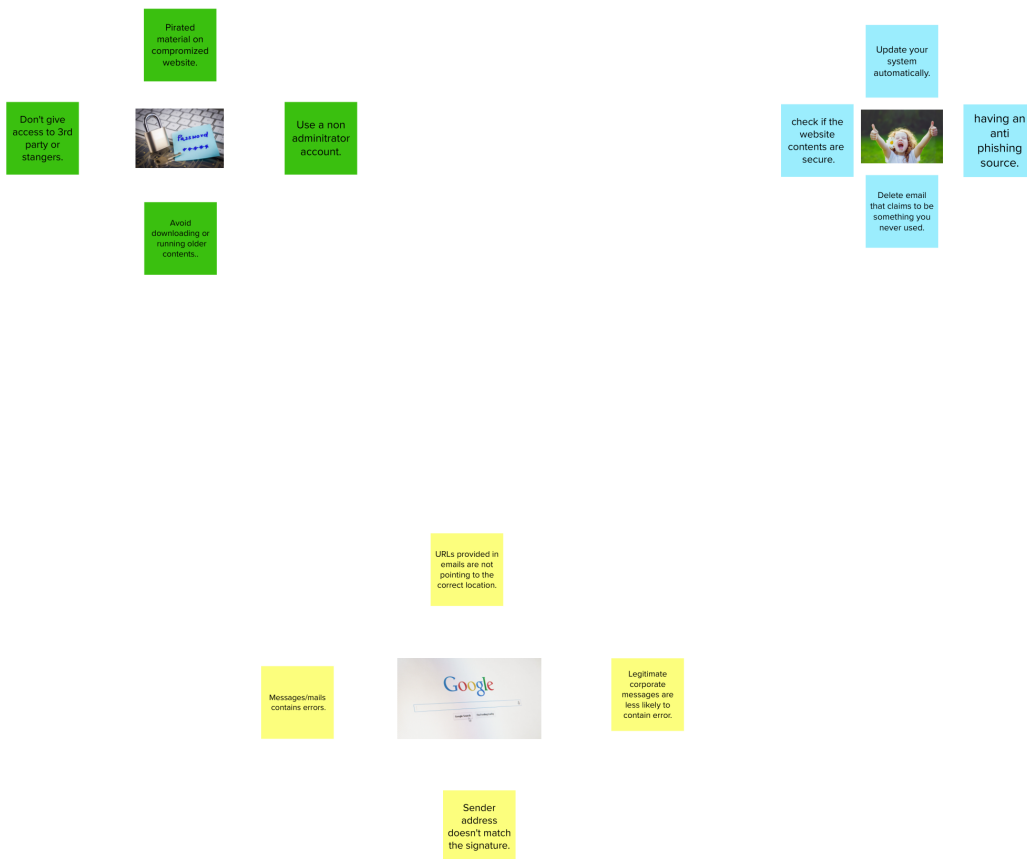 Pirated
material on
compromized
website.
Don't give
access to 3rd
party or
stangers.
Password
*****
Use a non
adminitrator
account.
Avoid
downloading or
running older
contents..
Update your
system
automatically.
check if the
website
contents are
secure.
having an
anti
phishing
source.
Delete email
that claims to be
something you
never used.
URLs provided in
emails are not
pointing to the
correct location.
Messages/mails
contains errors.
Google
Legitimate
corporate
messages are
less likely to
contain error.
Sender
address
doesn't match
the signature.